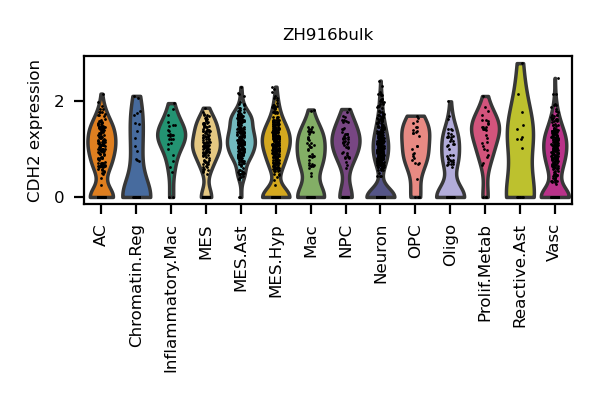 ZH916bulk
CDH2 expression
2
0
AC
Chromatin.Reg
Inflammatory.Mac
MES
MES.Ast
MES.Hyp
Mac
NPC
Neuron
OPC
Oligo
Prolif.Metab
Reactive.Ast
Vasc